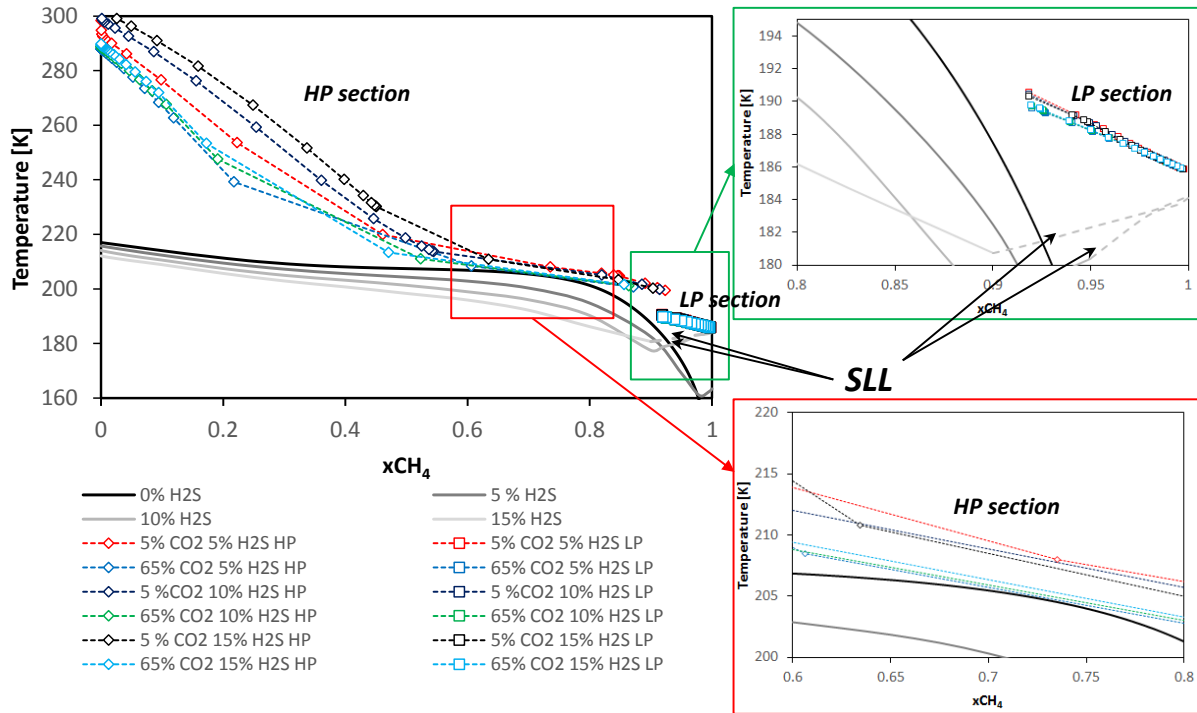 Temperature [K]
300
280
260
240
220
200
180
160
0
0.2
0.4
0.6
0.8
1
xCH4
HP section
LP section
SLL
0% H2S
5 % H2S
10% H2S
15% H2S
5% CO2 5% H2S HP
5% CO2 5% H2S LP
65% CO2 5% H2S HP
65% CO2 5% H2S LP
5 %CO2 10% H2S HP
5% CO2 10% H2S LP
65% CO2 10% H2S HP
65% CO2 10% H2S LP
5 % CO2 15% H2S HP
5% CO2 15% H2S LP
65% CO2 15% H2S HP
65% CO2 15% H2S LP
Temperature [K]
194
192
190
188
186
184
182
180
0.8
0.85
0.9
0.95
1
xCH4
LP section
Temperature [K]
220
215
210
205
200
0.6
0.65
0.7
0.75
0.8
xCH4
HP section